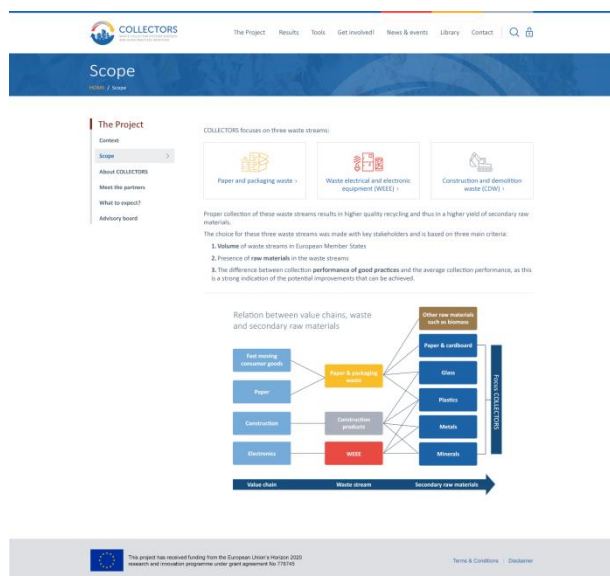 COLLECTORS
The Project Results Tools Get involved! News & events Library Contact
Scope
HOME / Scope
The Project
Context
Scope
About COLLECTORS
Meet the partners
What to expect?
Advisory board
COLLECTORS focuses on three waste streams:
Paper and packaging waste ›
Waste electrical and electronic
equipment (WEEE) ›
Construction and demolition
waste (CDW) ›
Proper collection of these waste streams results in higher quality recycling and thus in a higher yield of secondary raw
materials.
The choice for these three waste streams was made with key stakeholders and is based on three main criteria:
1. Volume of waste streams in European Member States
2. Presence of raw materials in the waste streams
3. The difference between collection performance of good practices and the average collection performance, as this
is a strong indication of the potential improvements that can be achieved.
Relation between value chains, waste
and secondary raw materials
Fast moving
consumer goods
Paper
Construction
Electronics
Paper & packaging
waste
Construction
products
WEEE
Other raw materials
such as biomass
Paper & cardboard
Glass
Plastics
Metals
Minerals
Focus COLLECTORS
Value chain Waste stream Secondary raw materials
This project has received funding from the European Union's Horizon 2020
research and innovation programme under grant agreement No 776745
Terms & Conditions | Disclaimer